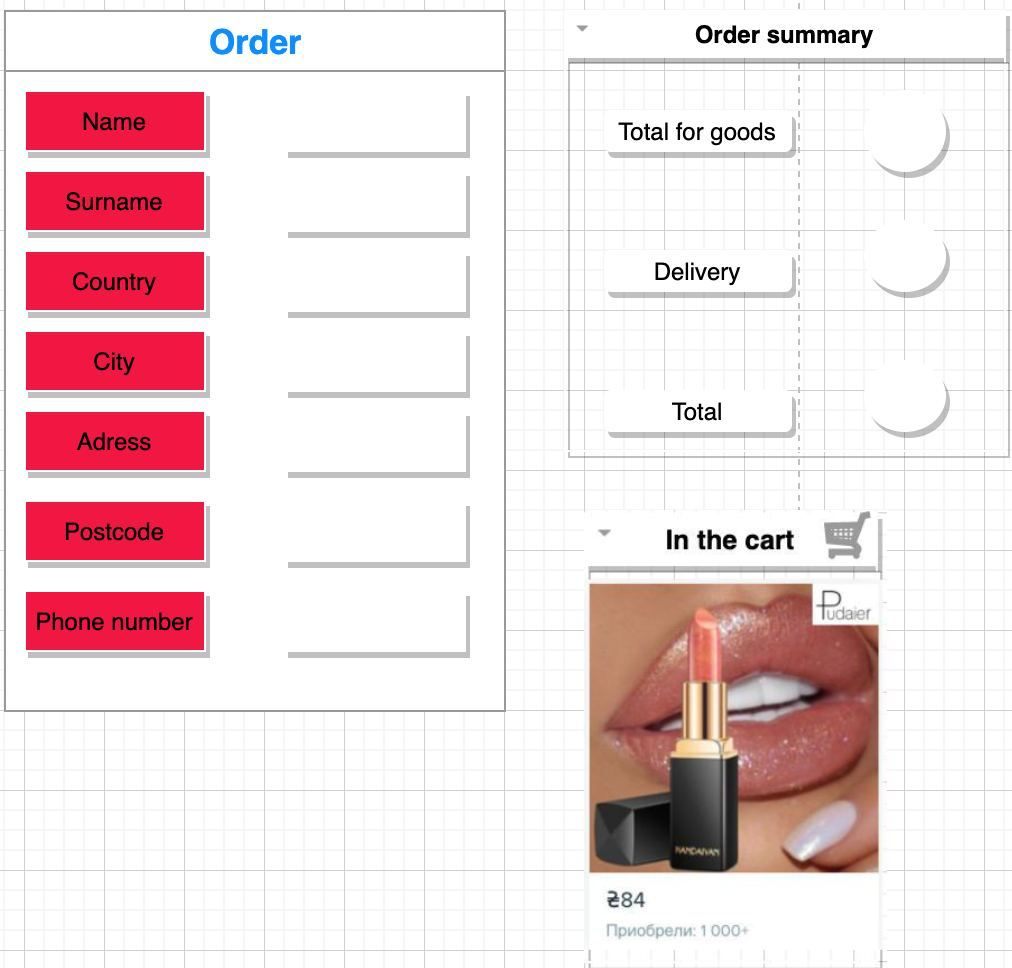 Order
Name
Surname
Country
City
Adress
Postcode
Phone number
Order summary
Total for goods
Delivery
Total
In the cart
Pudaier
HANDAIYAN
₴84
Приобрели: 1 000+